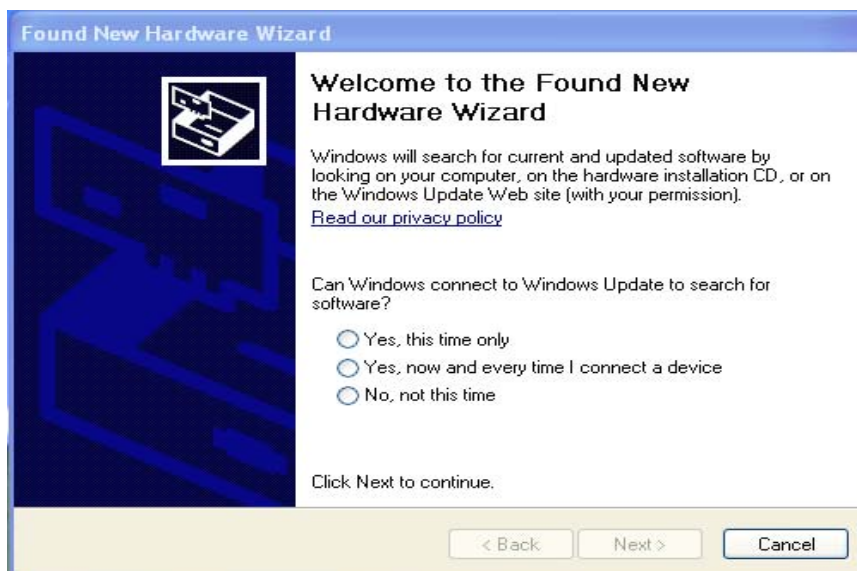 Found New Hardware Wizard
Welcome to the Found New
Hardware Wizard
Windows will search for current and updated software by
looking on your computer, on the hardware installation CD, or on
the Windows Update Web site (with your permission).
Read our privacy policy
Can Windows connect to Windows Update to search for
software?
Yes, this time only
Yes, now and every time I connect a device
No, not this time
Click Next to continue.
< Back Next > Cancel